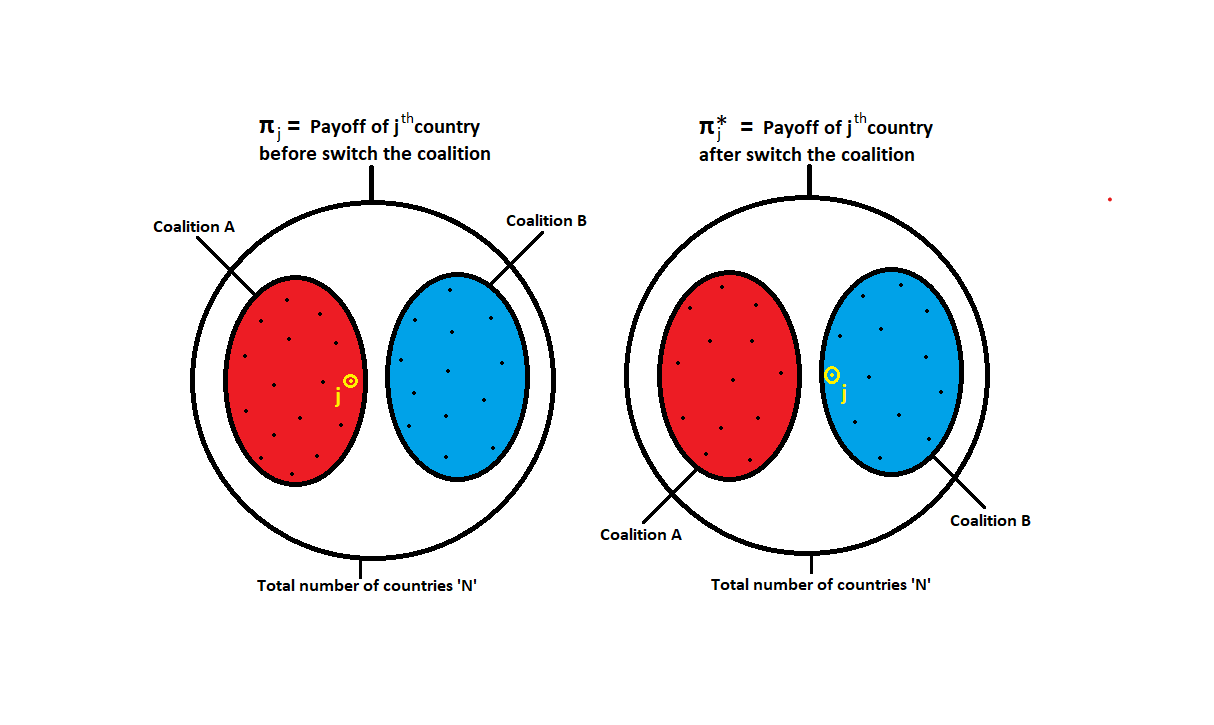 πj = Payoff of jth country
before switch the coalition
πj* = Payoff of jth country
after switch the coalition
Coalition A
Coalition B
j
j
Coalition A
Coalition B
Total number of countries 'N'
Total number of countries 'N'